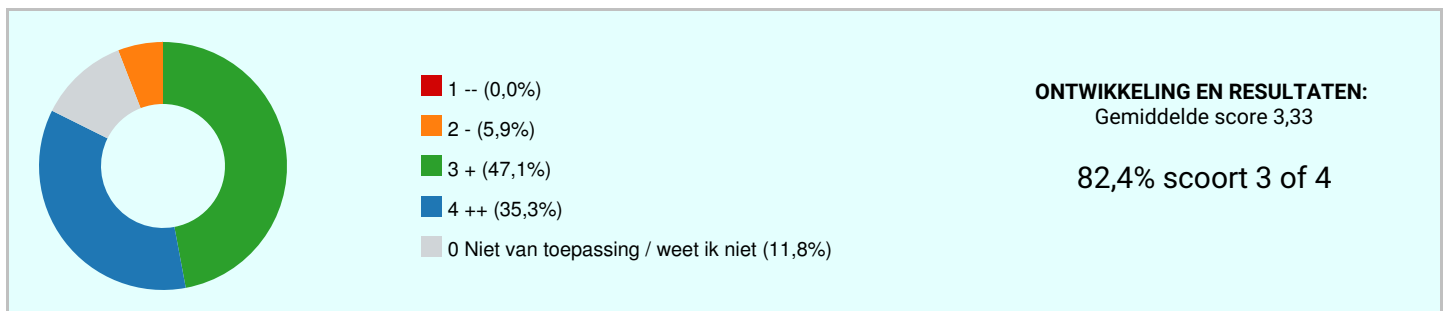 1 -- (0,0%)
2 - (5,9%)
3 + (47,1%)
4 ++ (35,3%)
0 Niet van toepassing / weet ik niet (11,8%)
ONTWIKKELING EN RESULTATEN:
Gemiddelde score 3,33
82,4% scoort 3 of 4